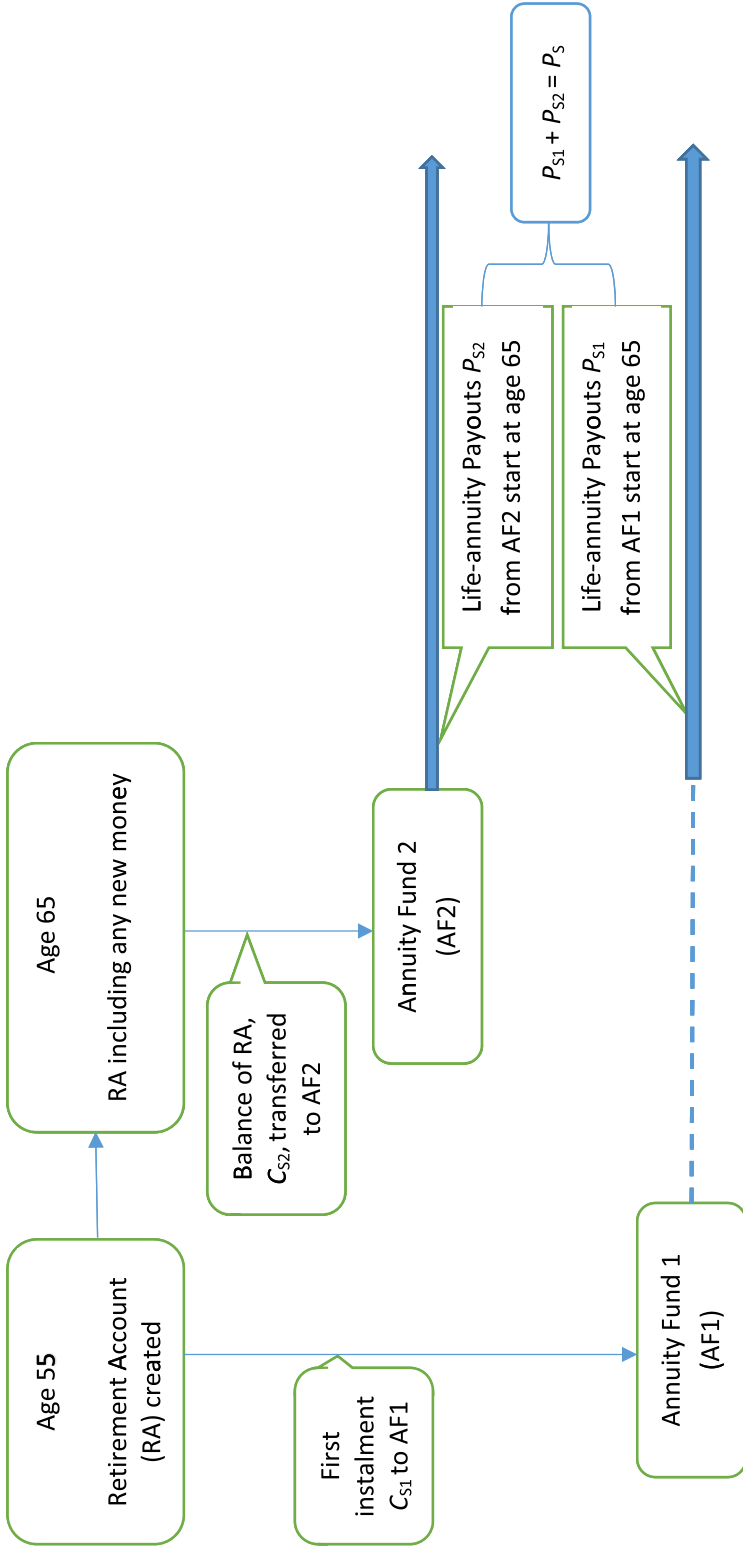 Age 55
Retirement Account
(RA) created
Age 65
RA including any new money
First
instalment
C_S1 to AF1
Balance of RA,
C_S2, transferred
to AF2
Annuity Fund 2
(AF2)
Life-annuity Payouts P_S2
from AF2 start at age 65
P_S1 + P_S2 = P_S
Life-annuity Payouts P_S1
from AF1 start at age 65
Annuity Fund 1
(AF1)